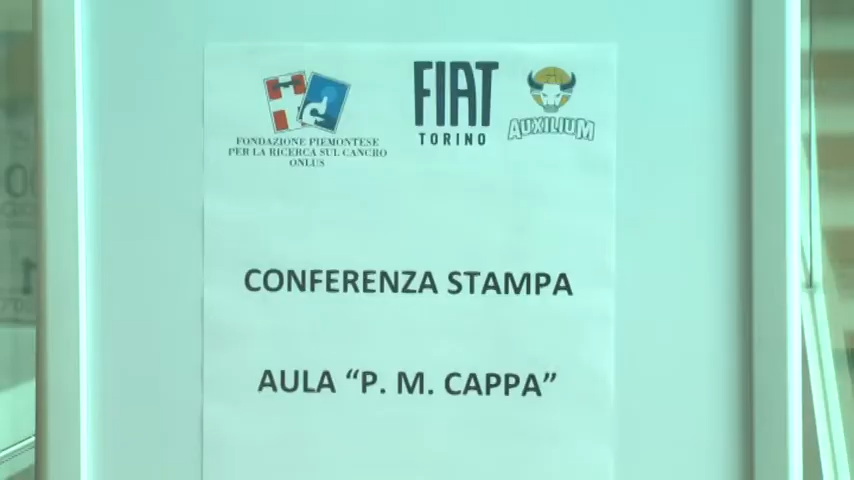 FONDAZIONE PIEMONTESE
PER LA RICERCA SUL CANCRO
ONLUS
FIAT
TORINO
AUXILIUM
CONFERENZA STAMPA
AULA “P. M. CAPPA”